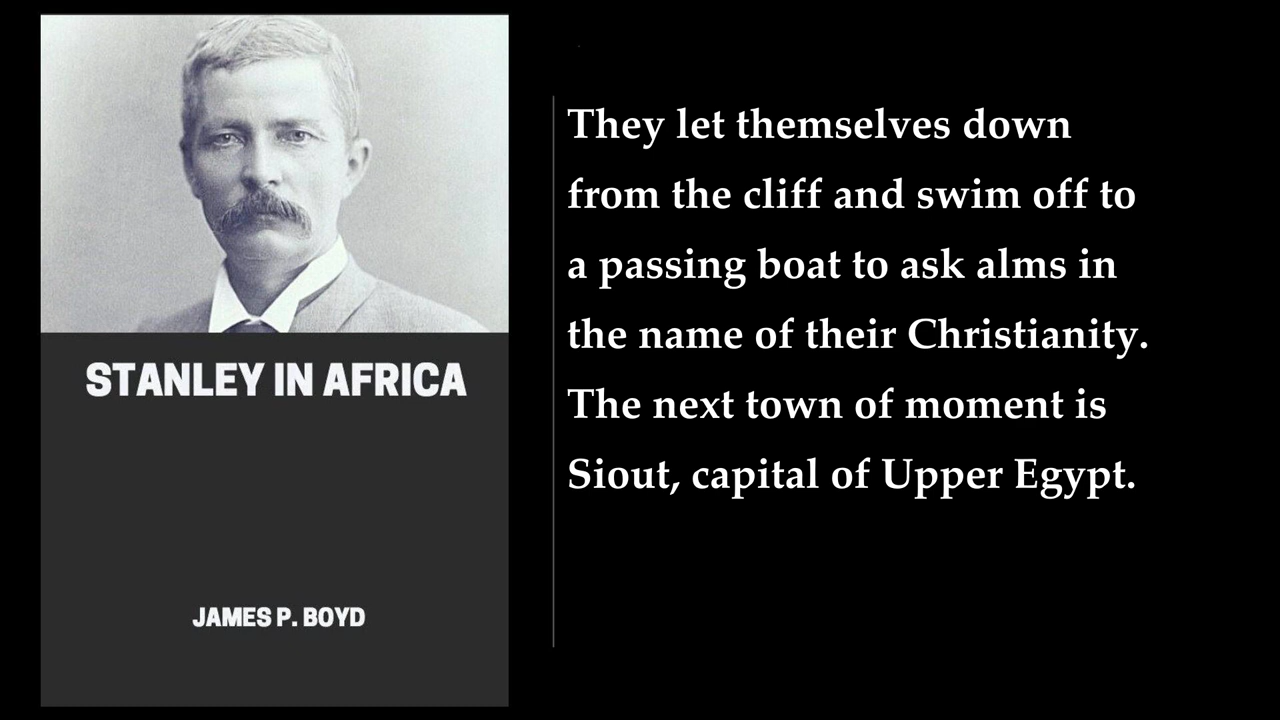 STANLEY IN AFRICA
JAMES P. BOYD
They let themselves down
from the cliff and swim off to
a passing boat to ask alms in
the name of their Christianity.
The next town of moment is
Siout, capital of Upper Egypt.